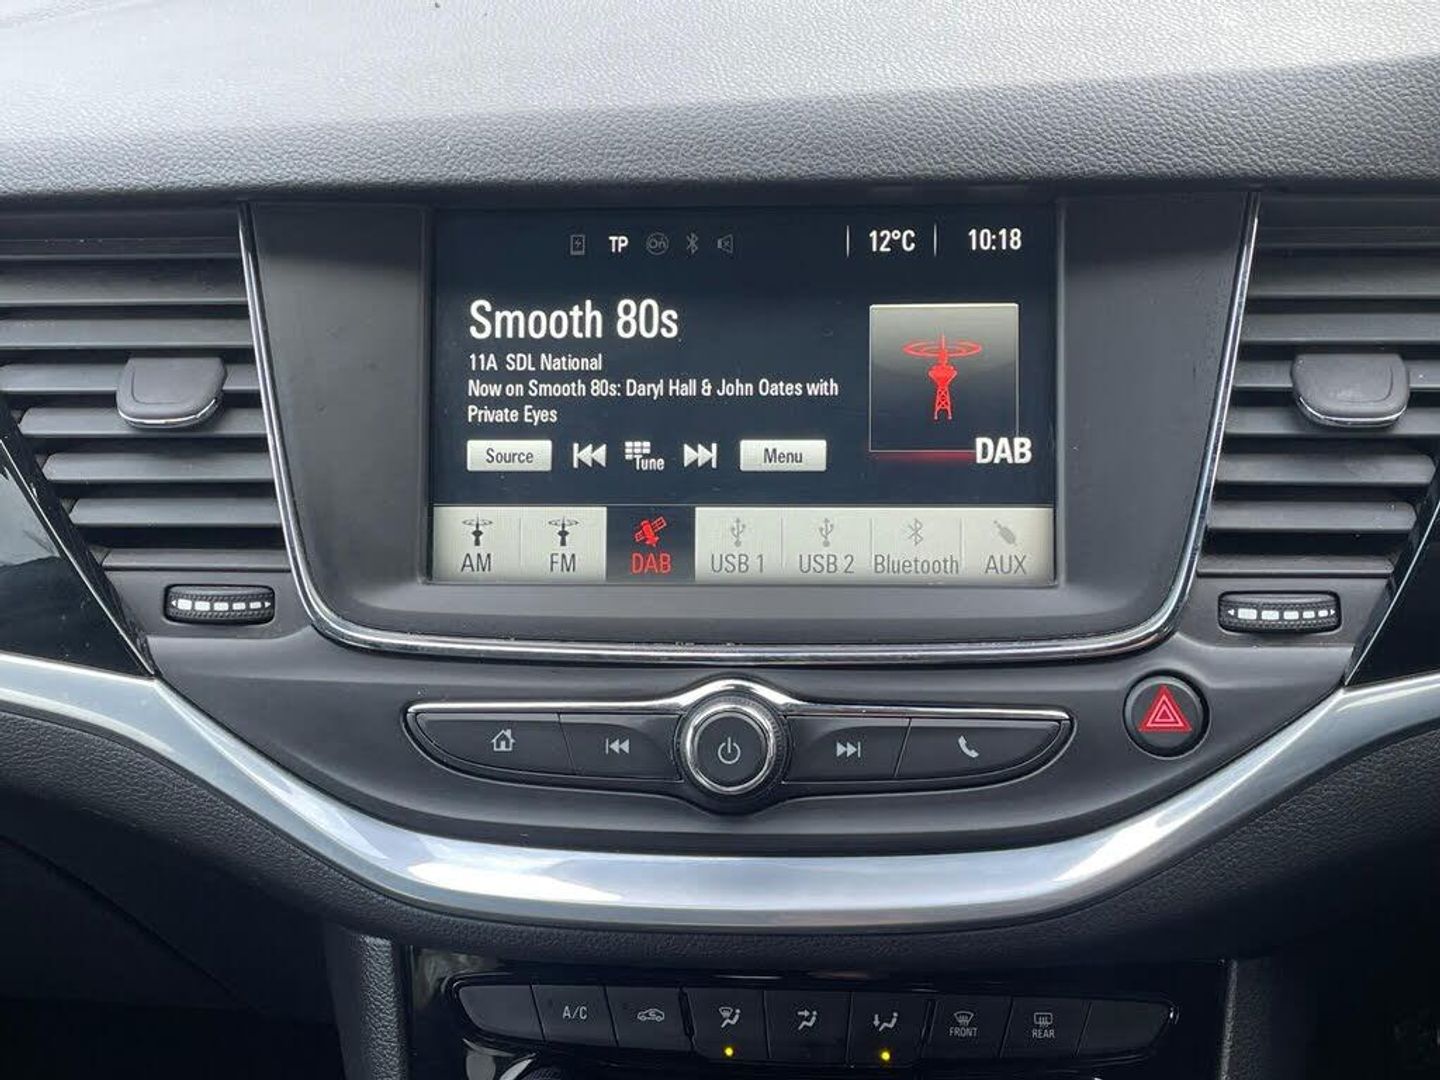 TP
12°C
10:18
Smooth 80s
11A SDL National
Now on Smooth 80s: Daryl Hall & John Oates with
Private Eyes
Source
Tune
Menu
DAB
AM
FM
DAB
USB 1
USB 2
Bluetooth
AUX
A/C
FRONT
REAR